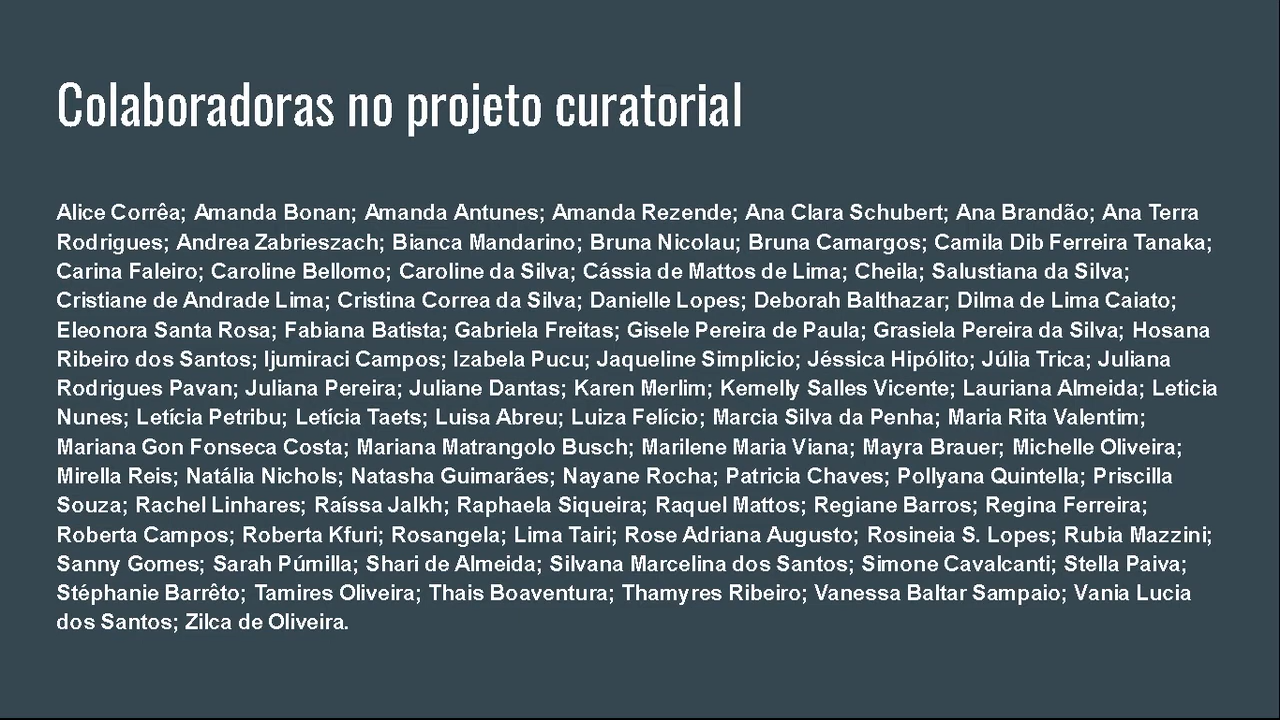 Colaboradoras no projeto curatorial
Alice Corrêa; Amanda Bonan; Amanda Antunes; Amanda Rezende; Ana Clara Schubert; Ana Brandão; Ana Terra
Rodrigues; Andrea Zabrieszach; Bianca Mandarino; Bruna Nicolau; Bruna Camargos; Camila Dib Ferreira Tanaka;
Carina Faleiro; Caroline Bellomo; Caroline da Silva; Cássia de Mattos de Lima; Cheila; Salustiana da Silva;
Cristiane de Andrade Lima; Cristina Correa da Silva; Danielle Lopes; Deborah Balthazar; Dilma de Lima Caiato;
Eleonora Santa Rosa; Fabiana Batista; Gabriela Freitas; Gisele Pereira de Paula; Grasiela Pereira da Silva; Hosana
Ribeiro dos Santos; Ijumiraci Campos; Izabela Pucu; Jaqueline Simplicio; Jéssica Hipólito; Júlia Trica; Juliana
Rodrigues Pavan; Juliana Pereira; Juliane Dantas; Karen Merlim; Kemelly Salles Vicente; Lauriana Almeida; Leticia
Nunes; Letícia Petribu; Letícia Taets; Luisa Abreu; Luiza Felício; Marcia Silva da Penha; Maria Rita Valentim;
Mariana Gon Fonseca Costa; Mariana Matrangolo Busch; Marilene Maria Viana; Mayra Brauer; Michelle Oliveira;
Mirella Reis; Natália Nichols; Natasha Guimarães; Nayane Rocha; Patricia Chaves; Pollyana Quintella; Priscilla
Souza; Rachel Linhares; Raíssa Jalkh; Raphaela Siqueira; Raquel Mattos; Regiane Barros; Regina Ferreira;
Roberta Campos; Roberta Kfuri; Rosangela; Lima Tairi; Rose Adriana Augusto; Rosineia S. Lopes; Rubia Mazzini;
Sanny Gomes; Sarah Púmilla; Shari de Almeida; Silvana Marcelina dos Santos; Simone Cavalcanti; Stella Paiva;
Stéphanie Barrêto; Tamires Oliveira; Thais Boaventura; Thamyres Ribeiro; Vanessa Baltar Sampaio; Vania Lucia
dos Santos; Zilca de Oliveira.